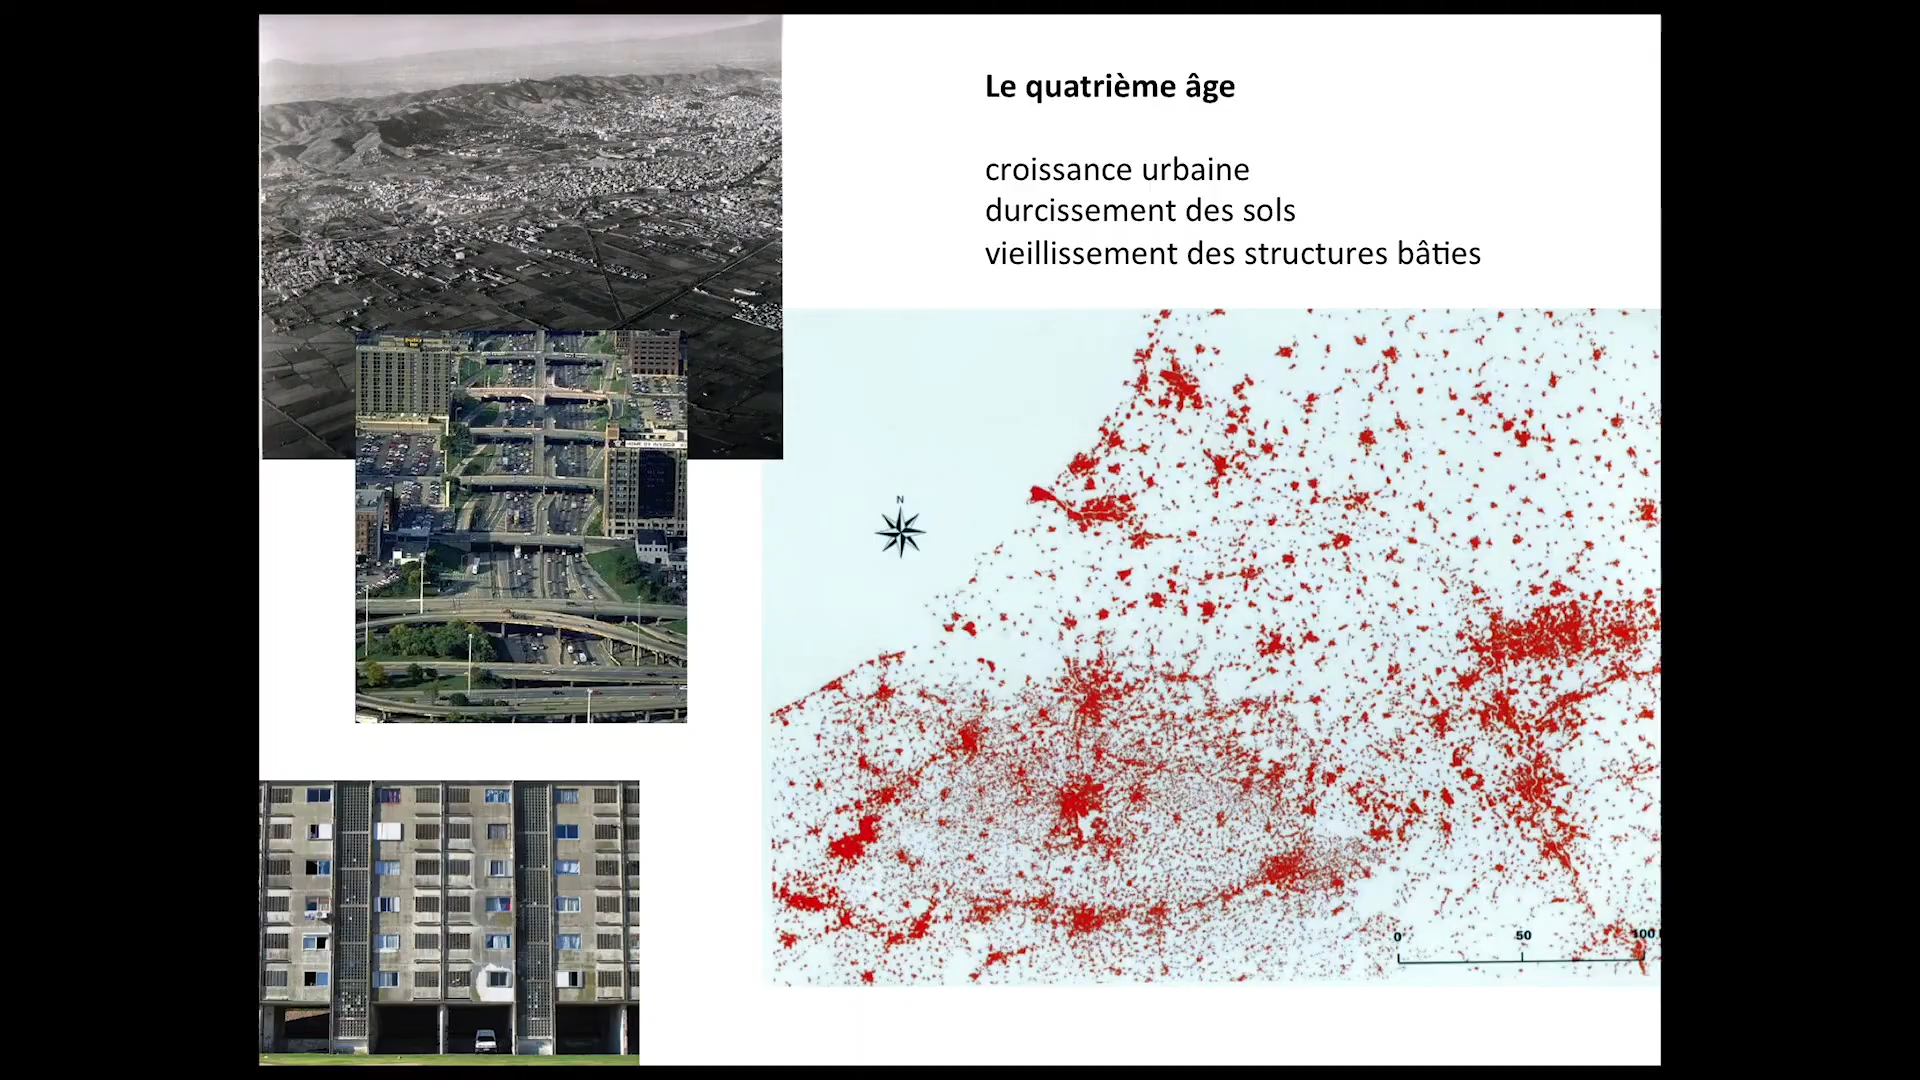 Le quatrième âge
croissance urbaine
durcissement des sols
vieillissement des structures bâties
N
0
50
100